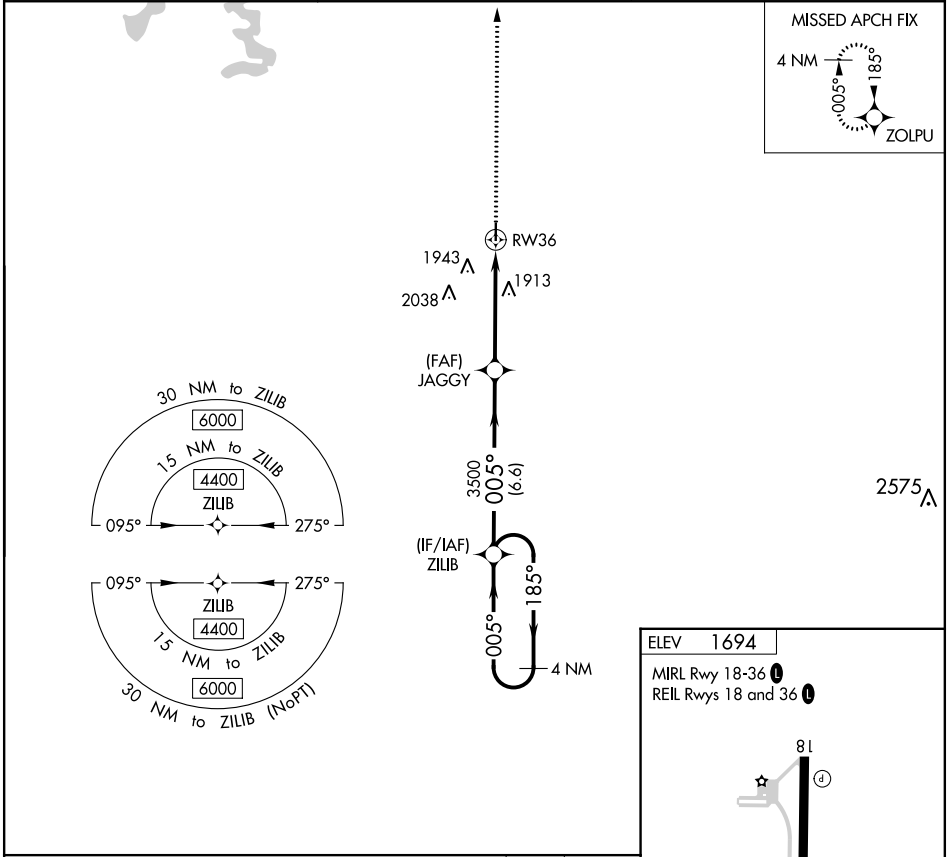 MISSED APCH FIX
4 NM
005°
185°
ZOLPU
RW36
1943
1913
2038
(FAF)
JAGGY
30 NM to ZILIB
6000
15 NM to ZILIB
4400
ZILIB
095°
275°
3500
005°
(6.6)
2575
(IF/IAF)
ZILIB
095°
275°
ZILIB
4400
15 NM to ZILIB
6000
30 NM to ZILIB (NoPT)
005°
185°
4 NM
ELEV 1694
MIRL Rwy 18-36 L
REIL Rwys 18 and 36 L
18
P